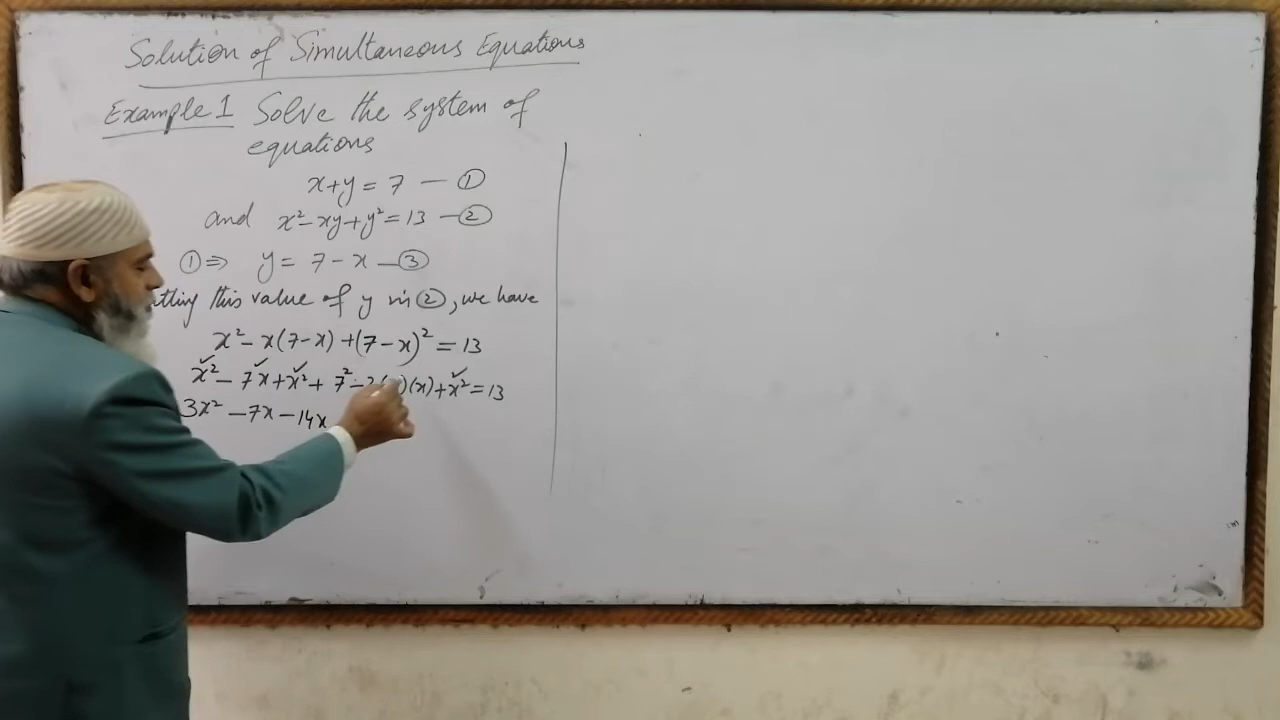 Solution of Simultaneous Equations
Example 1 Solve the system of
equations
x+y = 7 — ①
and x² - xy + y² = 13 — ②
① ⇒ y = 7 - x — ③
this value of y in ②, we have
x² - x(7-x) + (7-x)² = 13
x² - 7x + x² + 7² - 2( )(x) + x² = 13
3x² - 7x - 14x